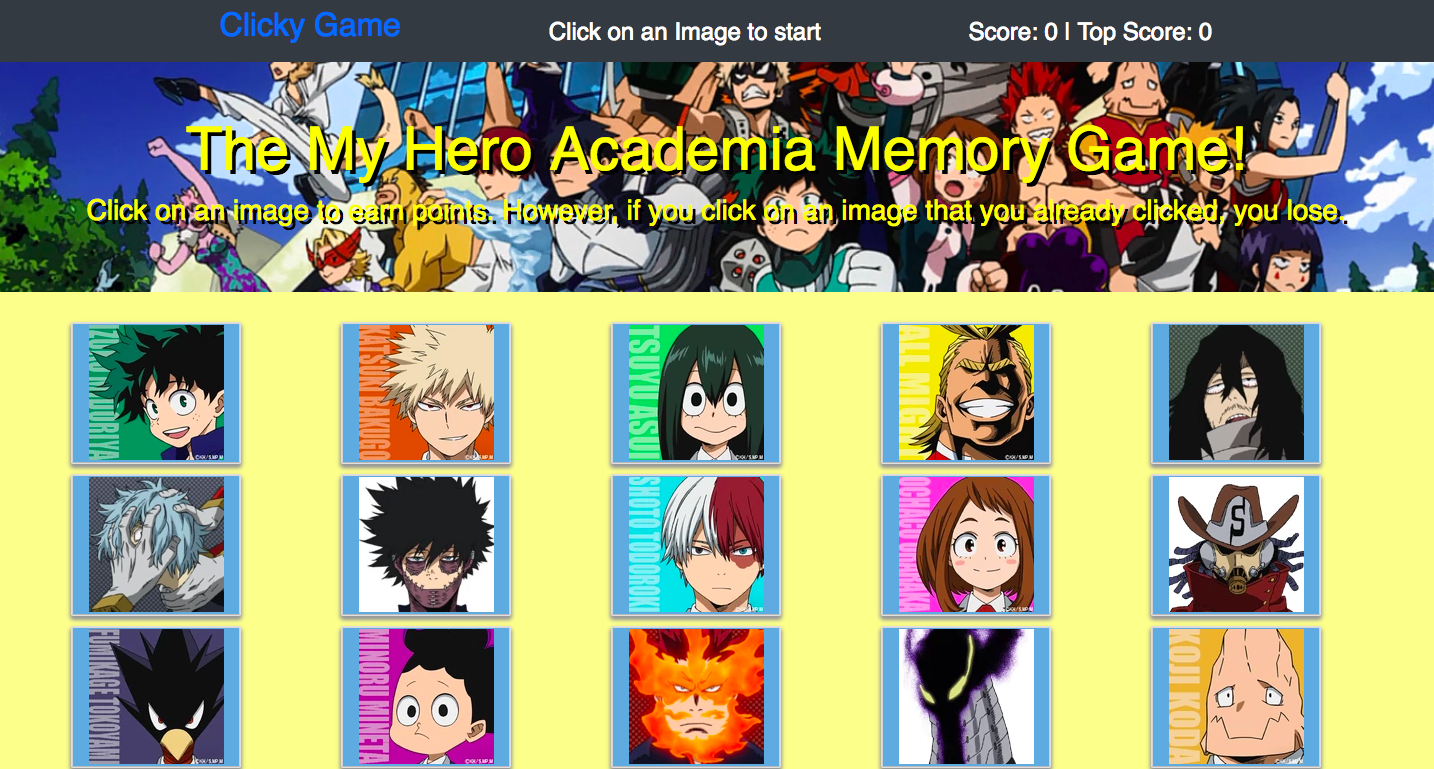 Clicky Game
Click on an Image to start
Score: 0 | Top Score: 0
The My Hero Academia Memory Game!
Click on an image to earn points. However, if you click on an image that you already clicked, you lose.
KATSUKI BAKUGO
TSUYU ASUI
ALL MIGHT
SHOTO TODOROKI
OCHACO URARAKA
S
FUMIKAGE TOKOYAMI
MINORU MINETA
KOJI KODA